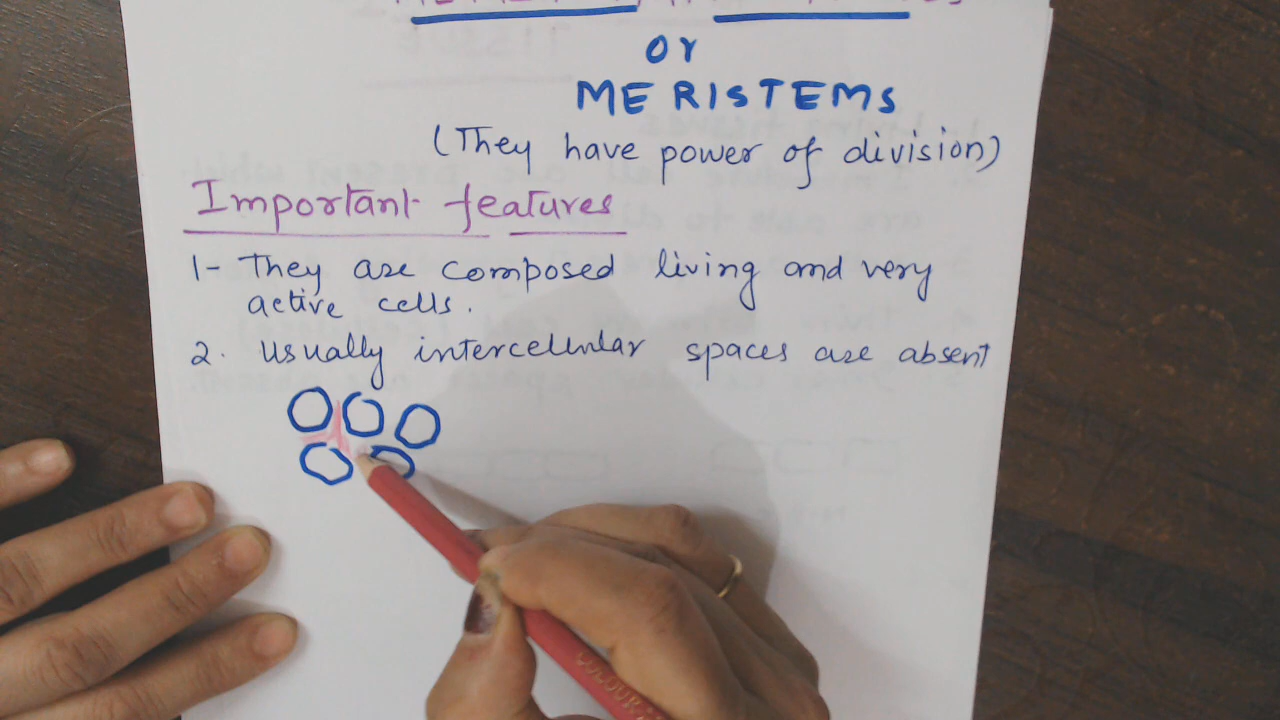 OR
MERISTEMS
(They have power of division)
Important features
1- They are composed living and very
active cells.
2. Usually intercellular spaces are absent
COLOUR